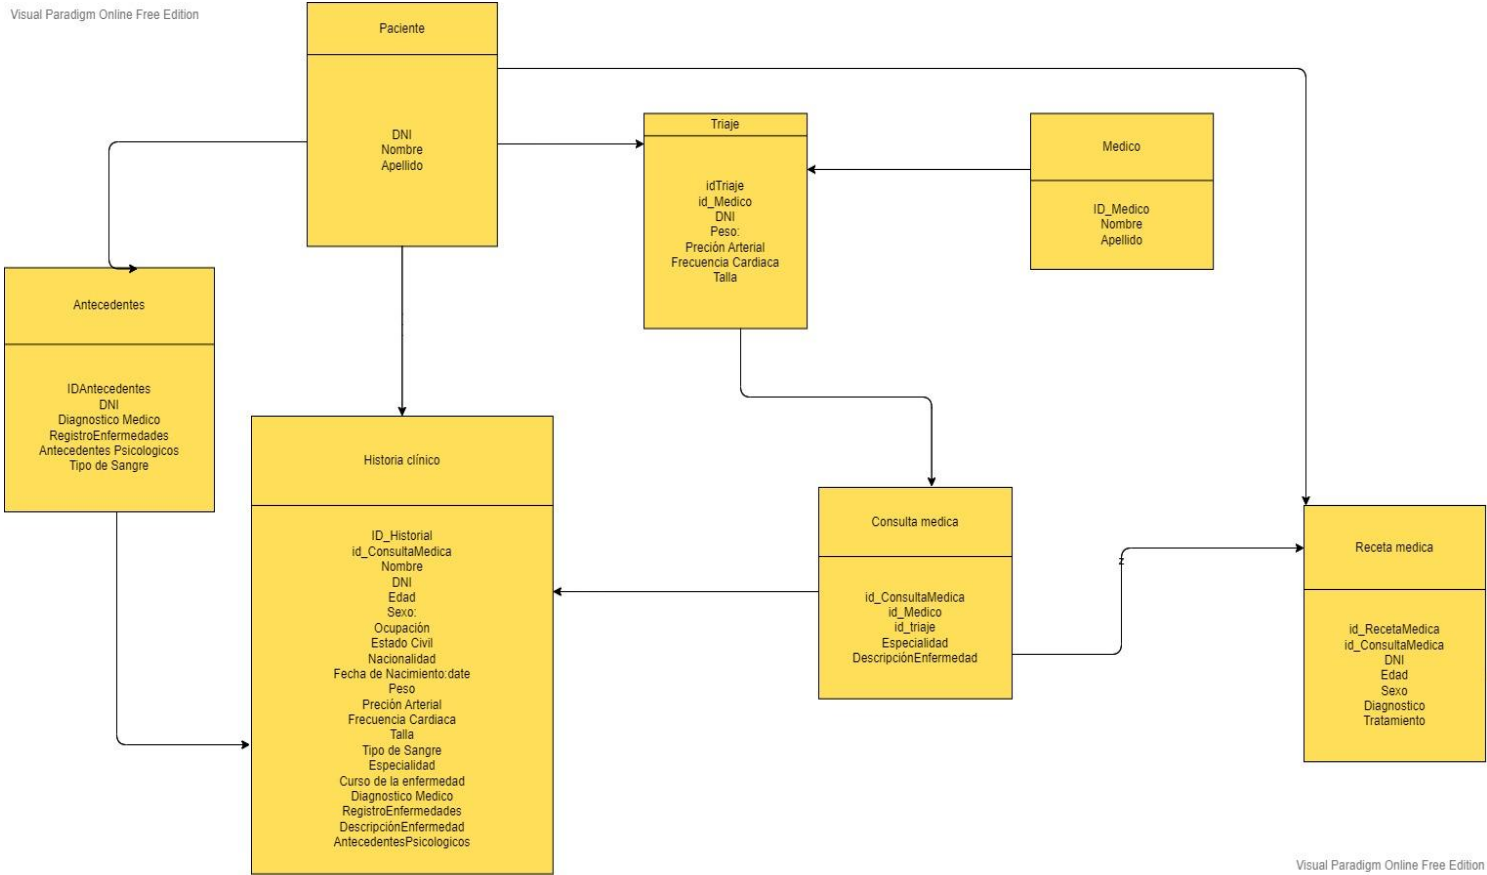 Visual Paradigm Online Free Edition
Paciente
DNI
Nombre
Apellido
Triaje
idTriaje
id_Medico
DNI
Peso:
Preción Arterial
Frecuencia Cardiaca
Talla
Medico
ID_Medico
Nombre
Apellido
Antecedentes
IDAntecedentes
DNI
Diagnostico Medico
RegistroEnfermedades
Antecedentes Psicologicos
Tipo de Sangre
Historia clínico
ID_Historial
id_ConsultaMedica
Nombre
DNI
Edad
Sexo:
Ocupación
Estado Civil
Nacionalidad
Fecha de Nacimiento:date
Peso
Preción Arterial
Frecuencia Cardiaca
Talla
Tipo de Sangre
Especialidad
Curso de la enfermedad
Diagnostico Medico
RegistroEnfermedades
DescripciónEnfermedad
AntecedentesPsicologicos
Consulta medica
id_ConsultaMedica
id_Medico
id_triaje
Especialidad
DescripciónEnfermedad
z
Receta medica
id_RecetaMedica
id_ConsultaMedica
DNI
Edad
Sexo
Diagnostico
Tratamiento
Visual Paradigm Online Free Edition